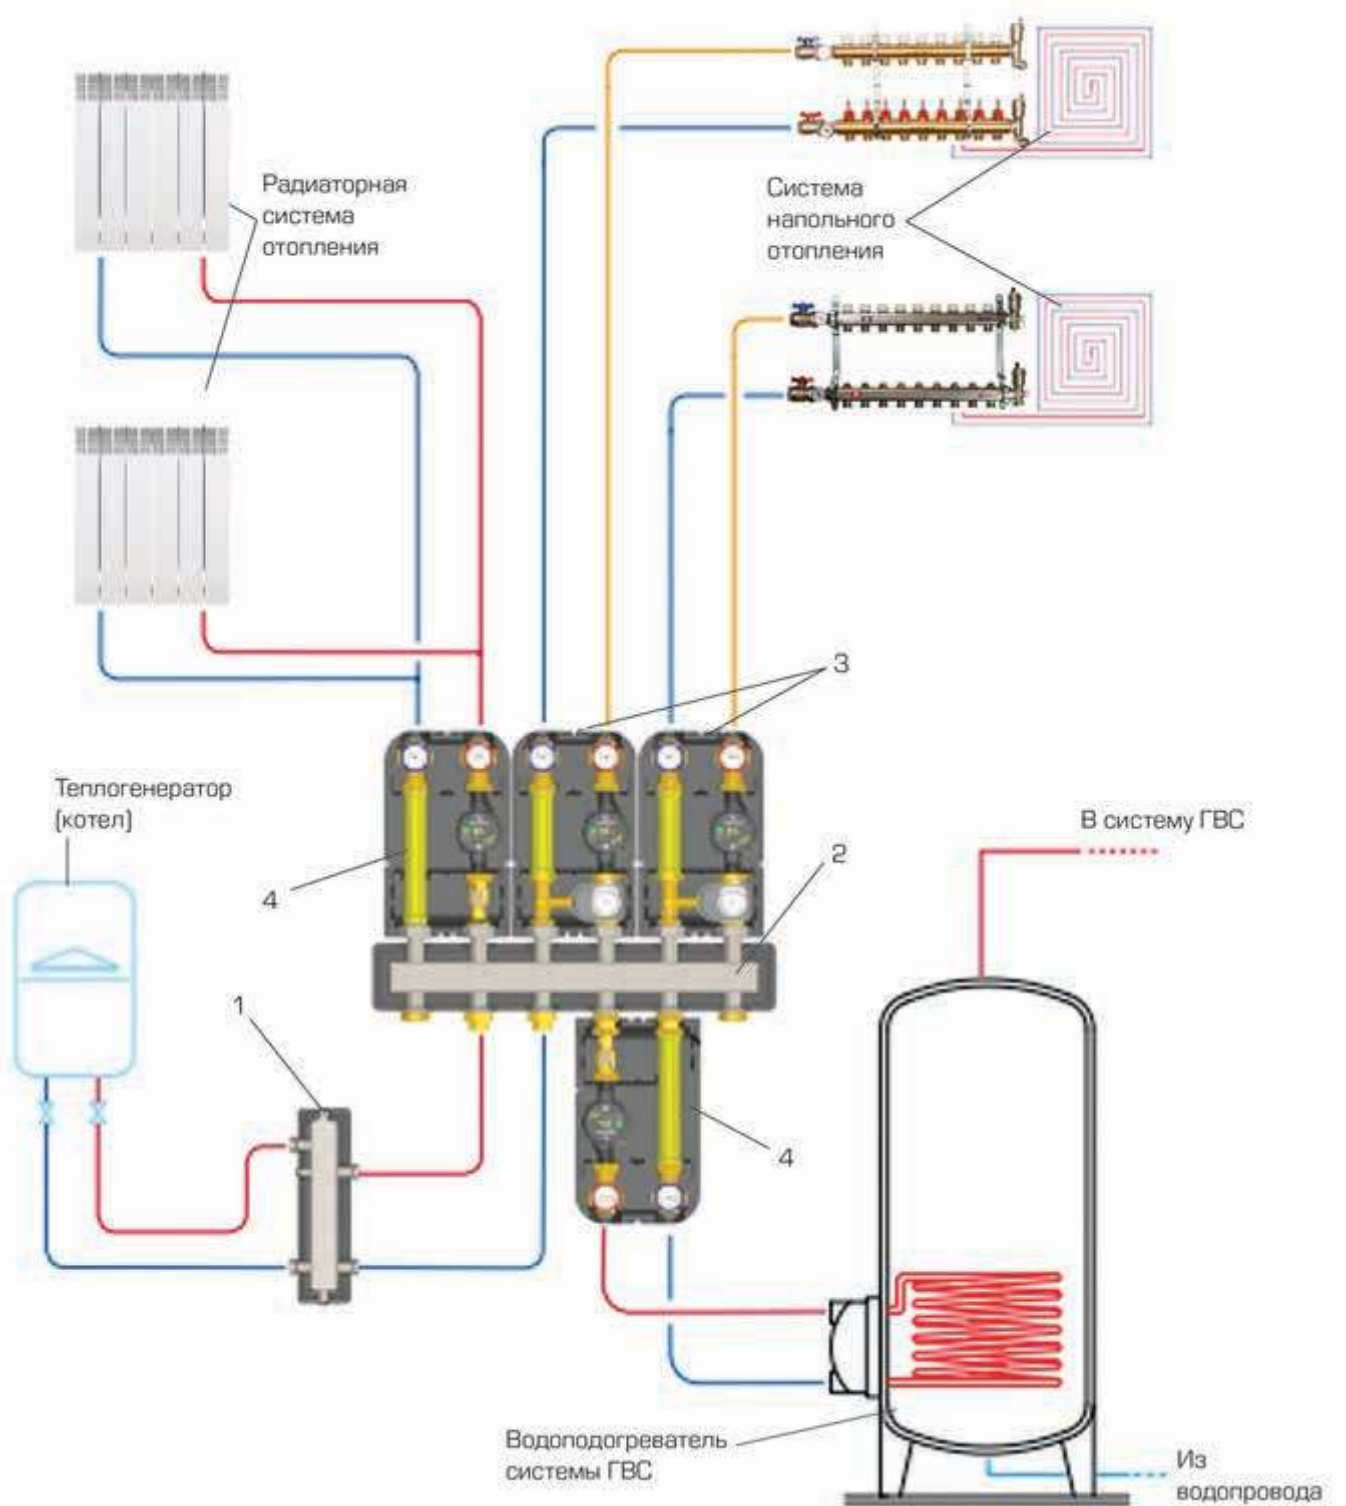 Радиаторная
система
отопления
Система
напольного
отопления
3
Теплогенератор
(котел)
В систему ГВС
2
4
1
4
Водоподогреватель
системы ГВС
Из
водопровода